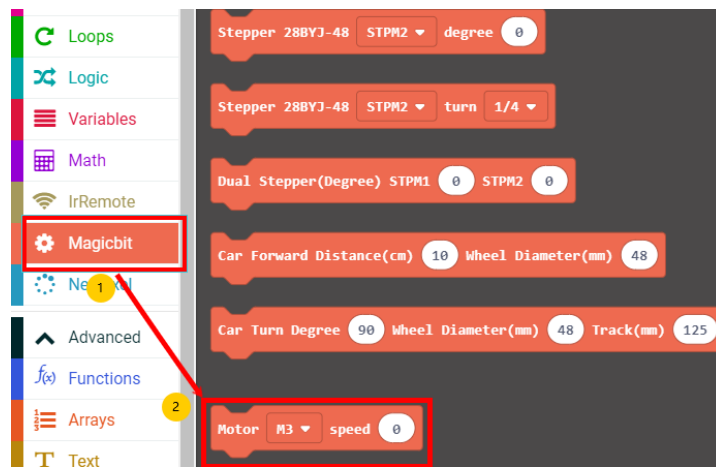 Loops
Logic
Variables
Math
IrRemote
Magicbit
1
Advanced
f(x) Functions
Arrays
T Text
Stepper 28BYJ-48 STPM2 degree 0
Stepper 28BYJ-48 STPM2 turn 1/4
Dual Stepper(Degree) STPM1 0 STPM2 0
Car Forward Distance(cm) 10 Wheel Diameter(mm) 48
Car Turn Degree 90 Wheel Diameter(mm) 48 Track(mm) 125
2
Motor M3 speed 0